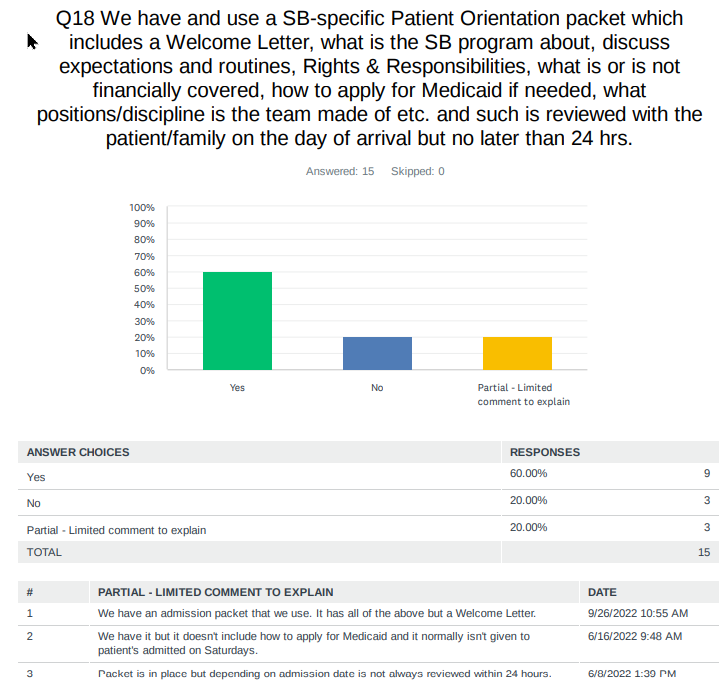 Q18 We have and use a SB-specific Patient Orientation packet which
includes a Welcome Letter, what is the SB program about, discuss
expectations and routines, Rights & Responsibilities, what is or is not
financially covered, how to apply for Medicaid if needed, what
positions/discipline is the team made of etc. and such is reviewed with the
patient/family on the day of arrival but no later than 24 hrs.
Answered: 15 Skipped: 0
100%
90%
80%
70%
60%
50%
40%
30%
20%
10%
0%
Yes No Partial - Limited
comment to explain
ANSWER CHOICES RESPONSES
Yes 60.00% 9
No 20.00% 3
Partial - Limited comment to explain 20.00% 3
TOTAL 15
# PARTIAL - LIMITED COMMENT TO EXPLAIN DATE
1 We have an admission packet that we use. It has all of the above but a Welcome Letter. 9/26/2022 10:55 AM
2 We have it but it doesn't include how to apply for Medicaid and it normally isn't given to 6/16/2022 9:48 AM
patient's admitted on Saturdays.
3 Packet is in place but depending on admission date is not always reviewed within 24 hours. 6/8/2022 1:39 PM